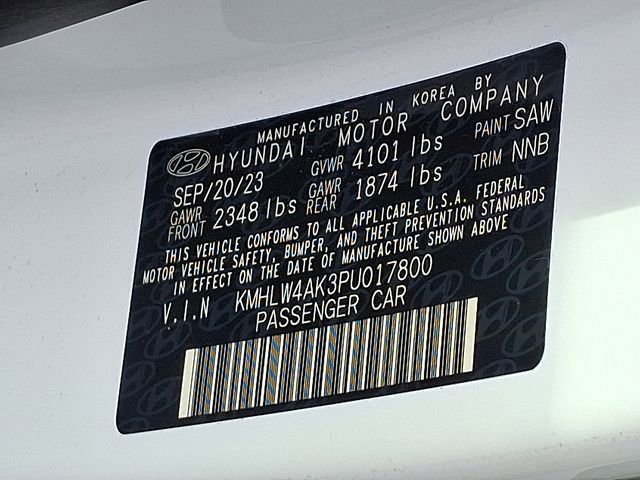 MANUFACTURED IN KOREA BY
HYUNDAI MOTOR COMPANY
SEP/20/23 GVWR 4101 lbs PAINT SAW
GAWR FRONT 2348 lbs GAWR REAR 1874 lbs TRIM NNB
THIS VEHICLE CONFORMS TO ALL APPLICABLE U.S.A. FEDERAL
MOTOR VEHICLE SAFETY, BUMPER, AND THEFT PREVENTION STANDARDS
IN EFFECT ON THE DATE OF MANUFACTURE SHOWN ABOVE
V.I.N KMHLW4AK3PU017800
PASSENGER CAR